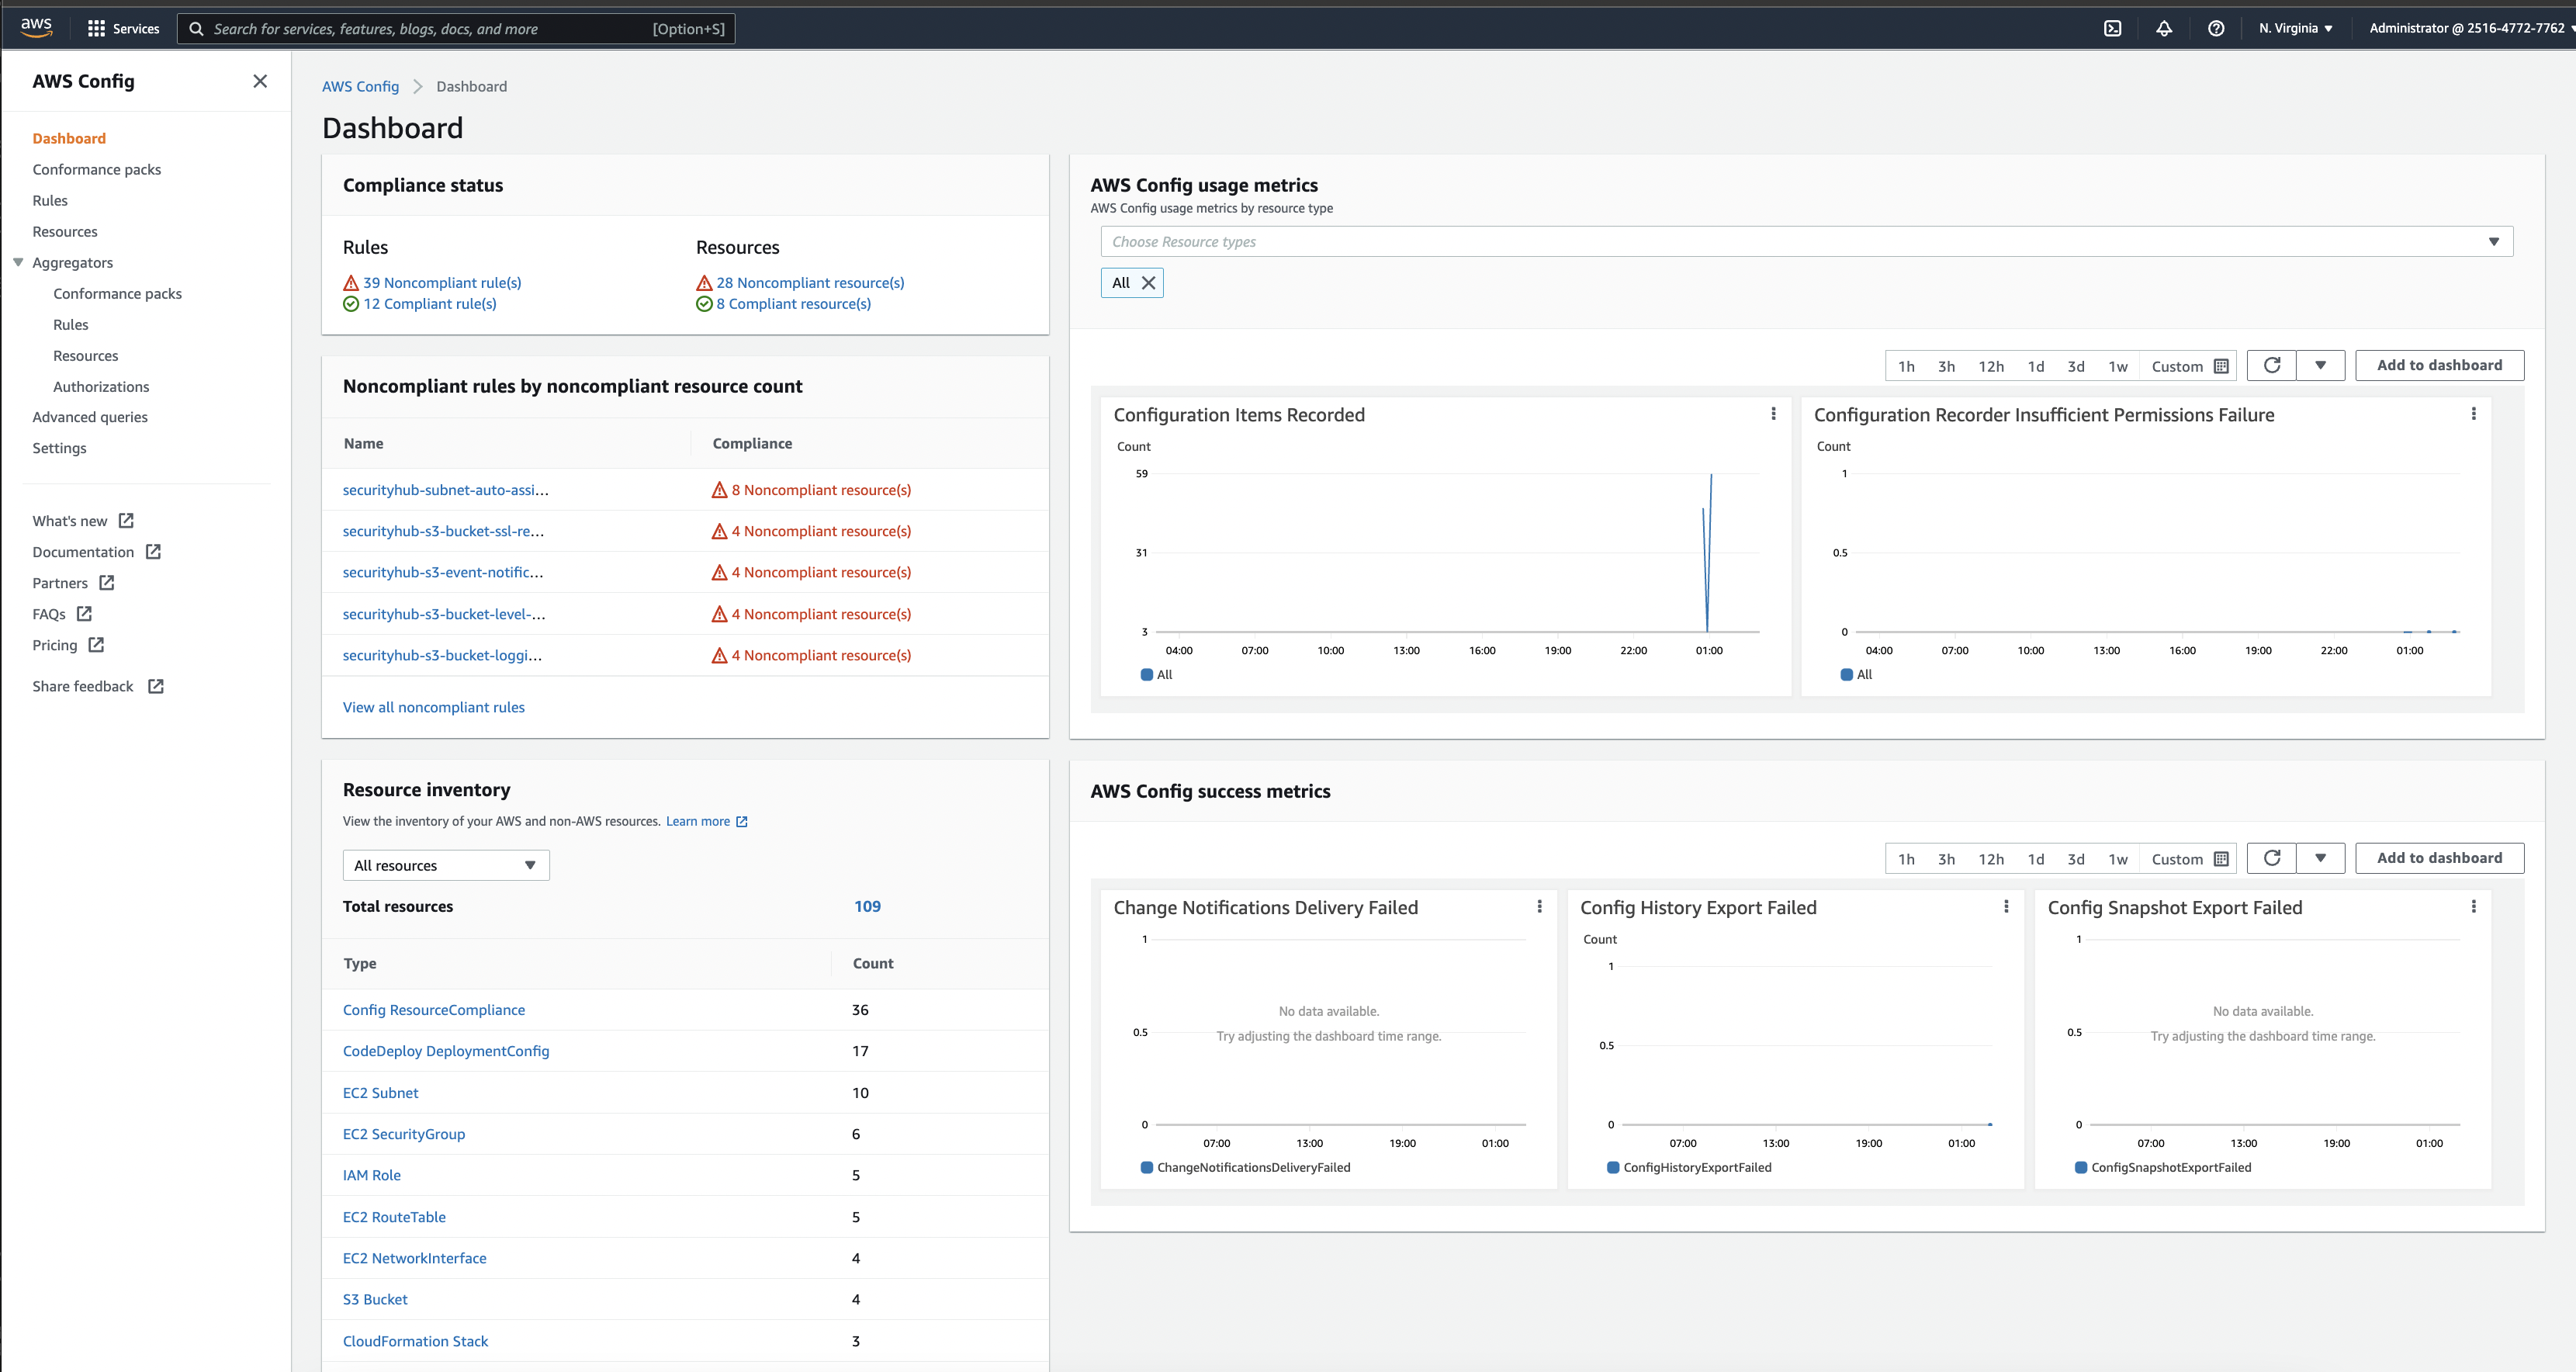 aws
Services
Search for services, features, blogs, docs, and more
[Option+S]
N. Virginia
Administrator @ 2516-4772-7762
AWS Config
Dashboard
Conformance packs
Rules
Resources
Aggregators
Conformance packs
Rules
Resources
Authorizations
Advanced queries
Settings
What's new
Documentation
Partners
FAQs
Pricing
Share feedback
AWS Config
Dashboard
Dashboard
Compliance status
Rules
39 Noncompliant rule(s)
12 Compliant rule(s)
Resources
28 Noncompliant resource(s)
8 Compliant resource(s)
Noncompliant rules by noncompliant resource count
Name Compliance
securityhub-subnet-auto-assi... 8 Noncompliant resource(s)
securityhub-s3-bucket-ssl-re... 4 Noncompliant resource(s)
securityhub-s3-event-notific... 4 Noncompliant resource(s)
securityhub-s3-bucket-level-... 4 Noncompliant resource(s)
securityhub-s3-bucket-loggi... 4 Noncompliant resource(s)
View all noncompliant rules
Resource inventory
View the inventory of your AWS and non-AWS resources. Learn more
All resources
Total resources 109
Type Count
Config ResourceCompliance 36
CodeDeploy DeploymentConfig 17
EC2 Subnet 10
EC2 SecurityGroup 6
IAM Role 5
EC2 RouteTable 5
EC2 NetworkInterface 4
S3 Bucket 4
CloudFormation Stack 3
AWS Config usage metrics
AWS Config usage metrics by resource type
Choose Resource types
All
1h 3h 12h 1d 3d 1w Custom
Add to dashboard
Configuration Items Recorded
Count
59
31
3
04:00 07:00 10:00 13:00 16:00 19:00 22:00 01:00
All
Configuration Recorder Insufficient Permissions Failure
Count
1
0.5
0
04:00 07:00 10:00 13:00 16:00 19:00 22:00 01:00
All
AWS Config success metrics
1h 3h 12h 1d 3d 1w Custom
Add to dashboard
Change Notifications Delivery Failed
1
No data available.
0.5
Try adjusting the dashboard time range.
0
07:00 13:00 19:00 01:00
ChangeNotificationsDeliveryFailed
Config History Export Failed
Count
1
0.5
0
07:00 13:00 19:00 01:00
ConfigHistoryExportFailed
Config Snapshot Export Failed
1
No data available.
0.5
Try adjusting the dashboard time range.
0
07:00 13:00 19:00 01:00
ConfigSnapshotExportFailed